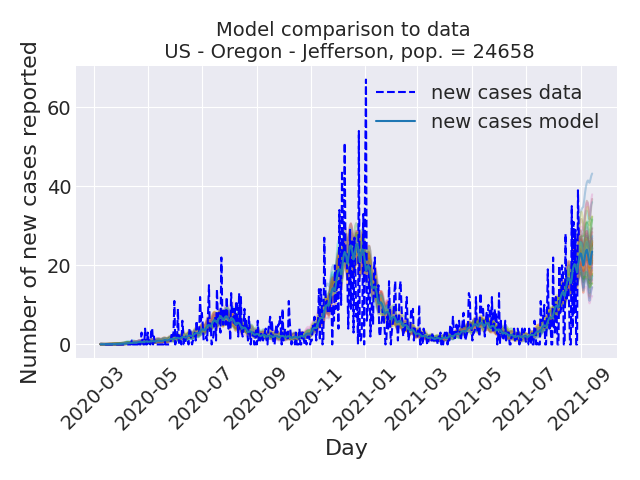 Model comparison to data
US - Oregon - Jefferson, pop. = 24658
Number of new cases reported
60
40
20
0
new cases data
new cases model
2020-03
2020-05
2020-07
2020-09
2020-11
2021-01
2021-03
2021-05
2021-07
2021-09
Day